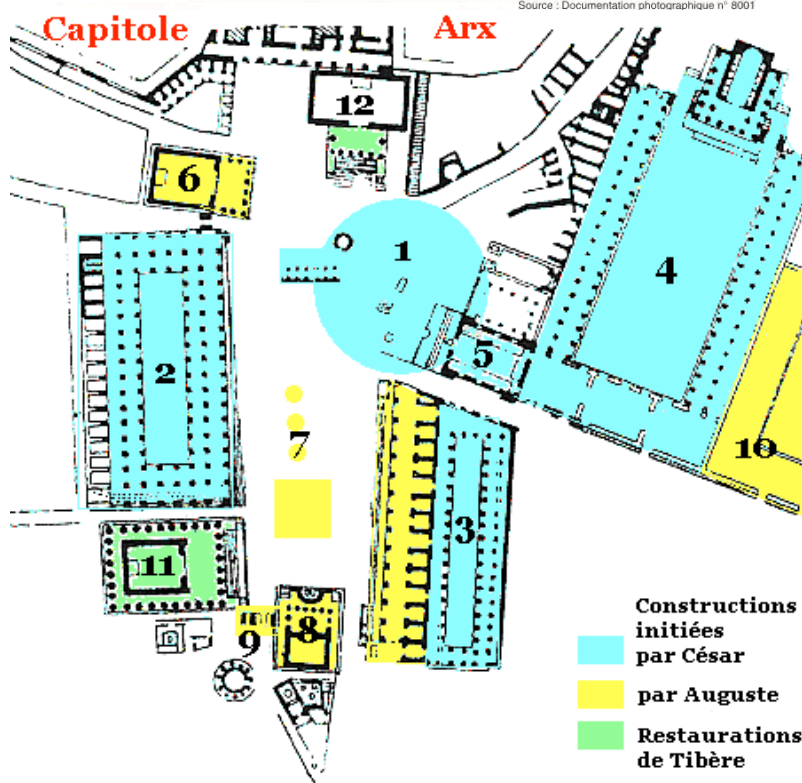 Source : Documentation photographique n° 8001
Capitole
Arx
12
6
1
4
2
5
7
10
3
11
8
9
Constructions
initiées
par César
par Auguste
Restaurations
de Tibère